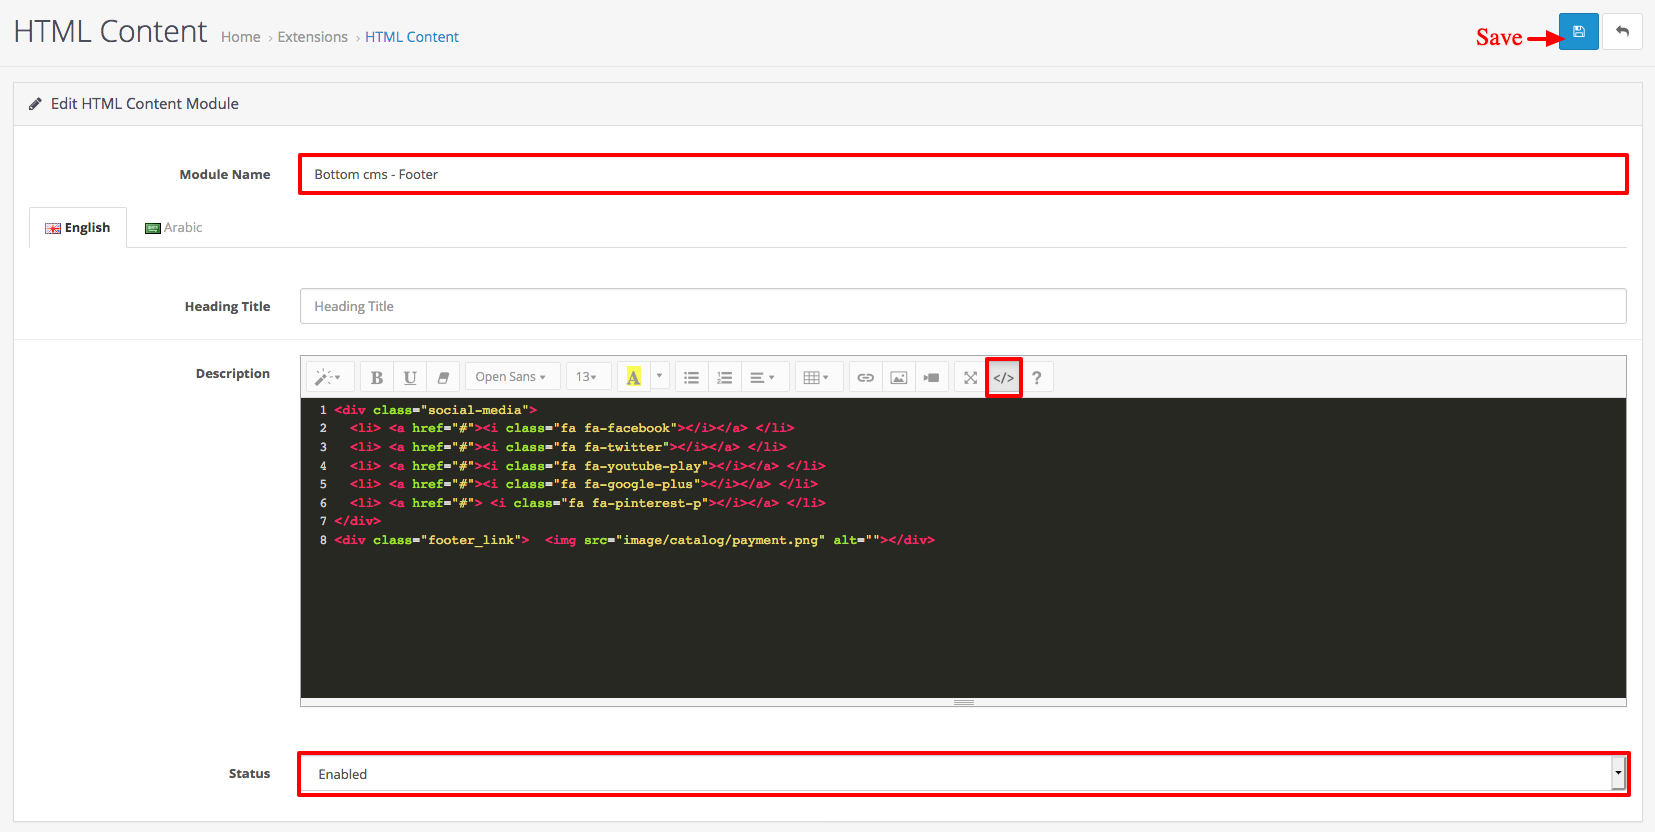 HTML Content Home › Extensions › HTML Content
Save
Edit HTML Content Module
Module Name Bottom cms - Footer
English Arabic
Heading Title Heading Title
Description B U Open Sans 13 A </> ?
1 <div class="social-media">
2   <li> <a href="#"><i class="fa fa-facebook"></i></a> </li>
3   <li> <a href="#"><i class="fa fa-twitter"></i></a> </li>
4   <li> <a href="#"><i class="fa fa-youtube-play"></i></a> </li>
5   <li> <a href="#"><i class="fa fa-google-plus"></i></a> </li>
6   <li> <a href="#"> <i class="fa fa-pinterest-p"></i></a> </li>
7 </div>
8 <div class="footer_link">  <img src="image/catalog/payment.png" alt=""></div>
Status Enabled